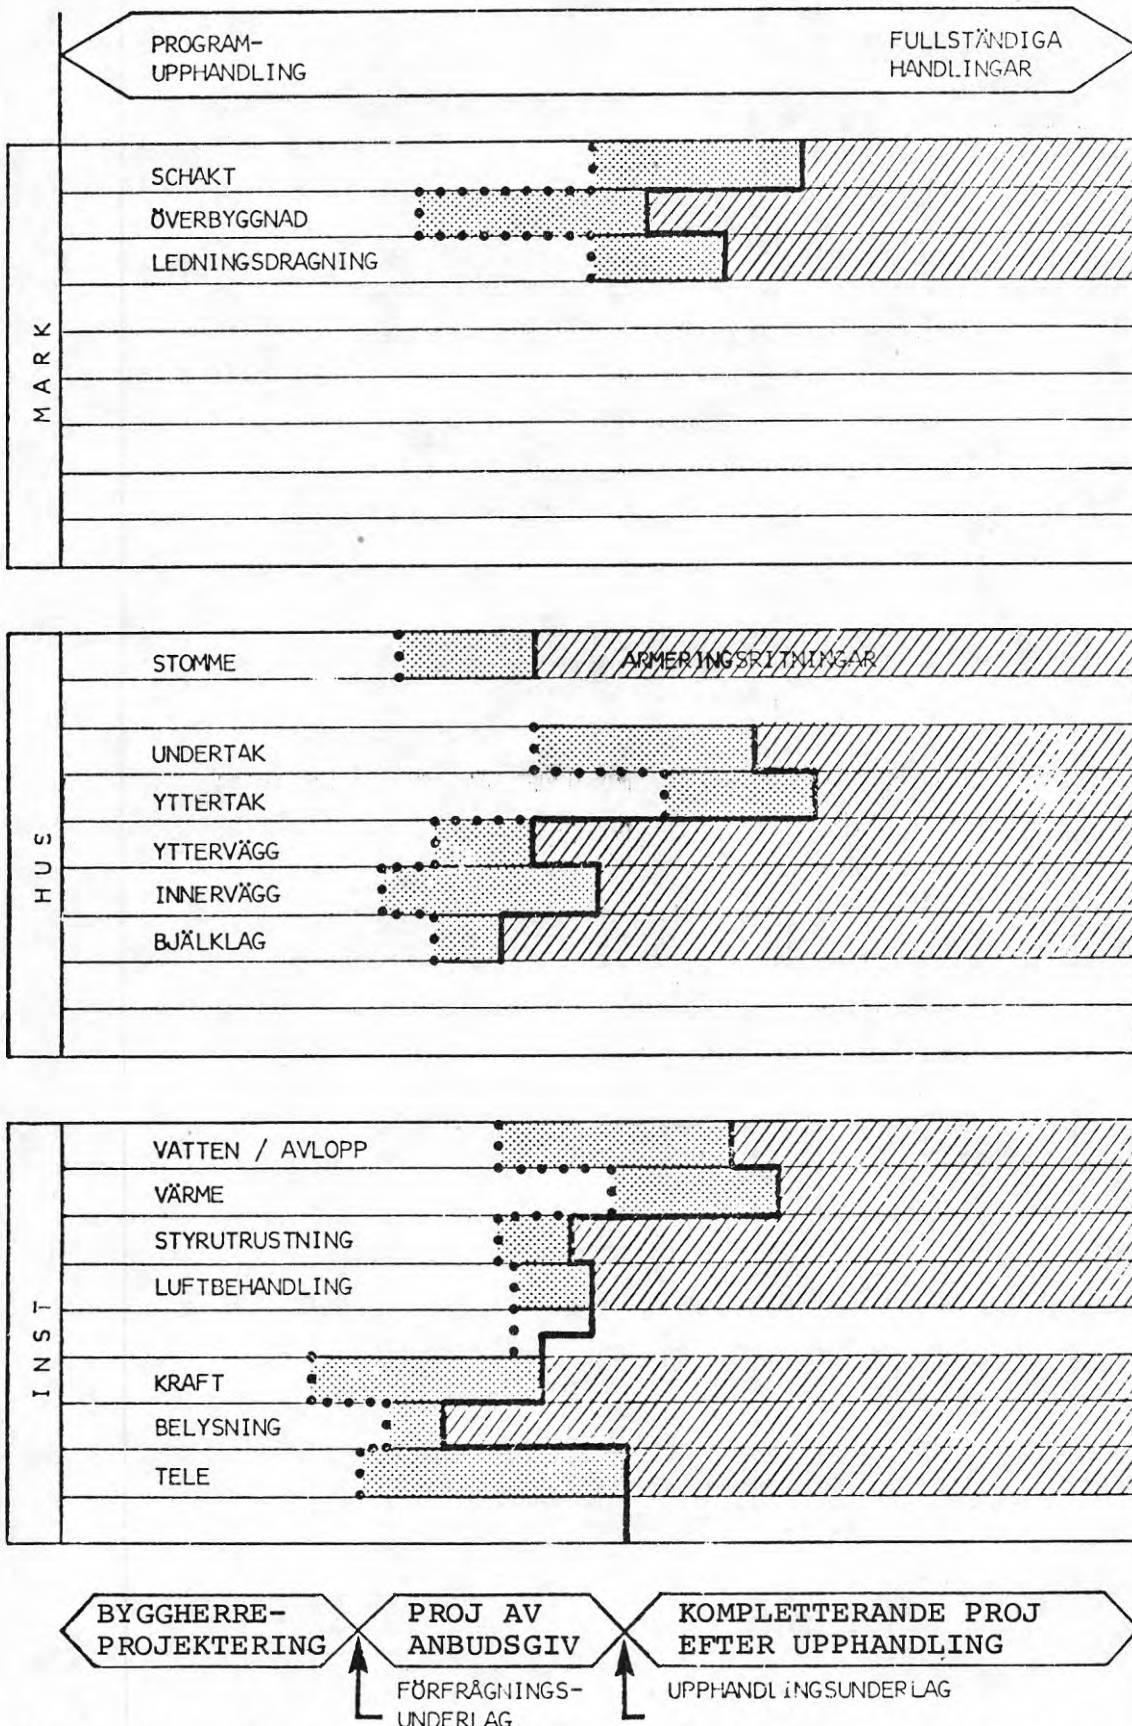 PROGRAM-
UPPHANDLING
FULLSTÄNDIGA
HANDLINGAR
MARK
SCHAKT
ÖVERBYGGNAD
LEDNINGSDRAGNING
HUS
STOMME
ARMERINGSRITNINGAR
UNDERTAK
YTTERTAK
YTTERVÄGG
INNERVÄGG
BJÄLKLAG
INST
VATTEN / AVLOPP
VÄRME
STYRUTRUSTNING
LUFTBEHANDLING
KRAFT
BELYSNING
TELE
BYGGHERRE-
PROJEKTERING
PROJ AV
ANBUDSGIV
KOMPLETTERANDE PROJ
EFTER UPPHANDLING
FÖRFRÅGNINGS-
UNDERLAG
UPPHANDLINGSUNDERLAG